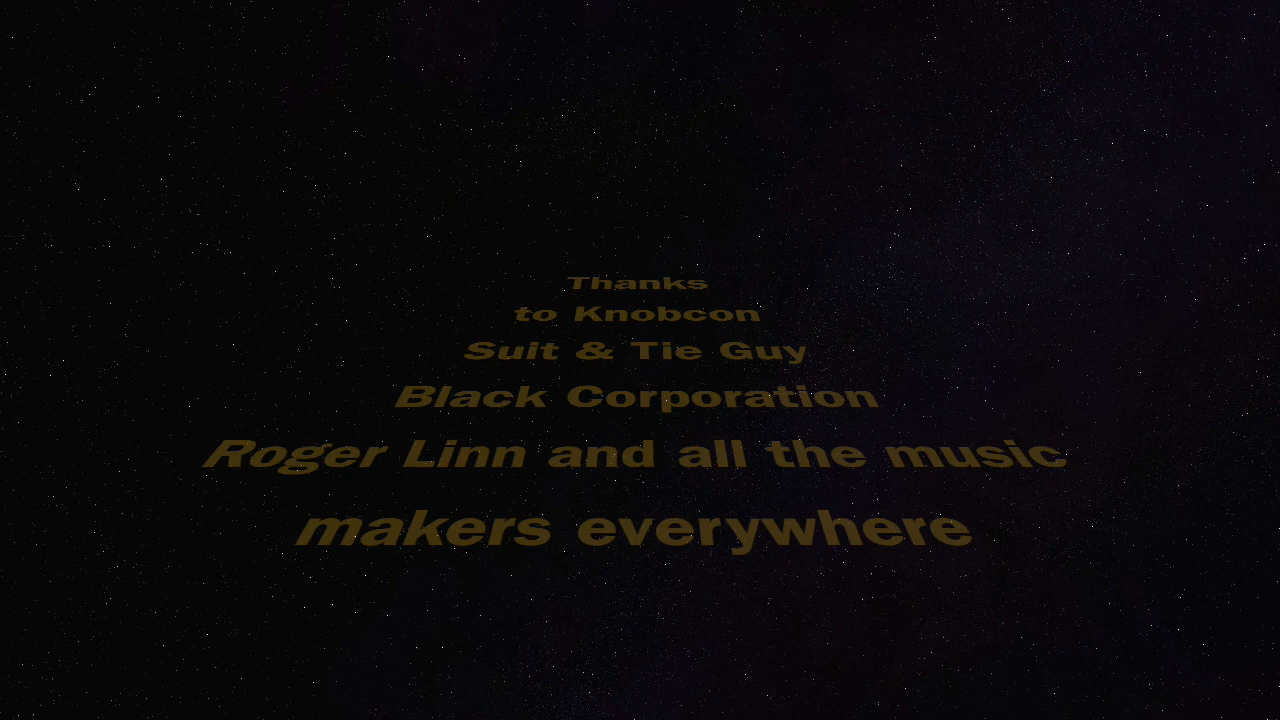 Thanks
to Knobcon
Suit & Tie Guy
Black Corporation
Roger Linn and all the music
makers everywhere